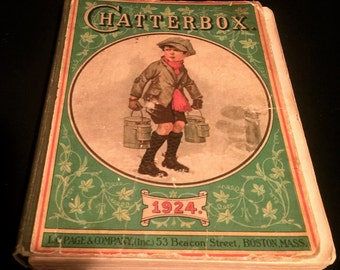 CHATTERBOX.
1924.
L.C. PAGE & COMPANY. (Inc.) 53 Beacon Street, BOSTON, MASS.